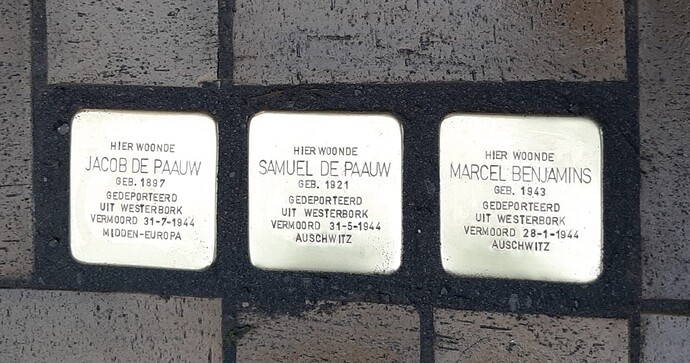 HIER WOONDE
JACOB DE PAAUW
GEB. 1897
GEDEPORTEERD
UIT WESTERBORK
VERMOORD 31-7-1944
MIDDEN-EUROPA
HIER WOONDE
SAMUEL DE PAAUW
GEB. 1921
GEDEPORTEERD
UIT WESTERBORK
VERMOORD 31-5-1944
AUSCHWITZ
HIER WOONDE
MARCEL BENJAMINS
GEB. 1943
GEDEPORTEERD
UIT WESTERBORK
VERMOORD 28-1-1944
AUSCHWITZ